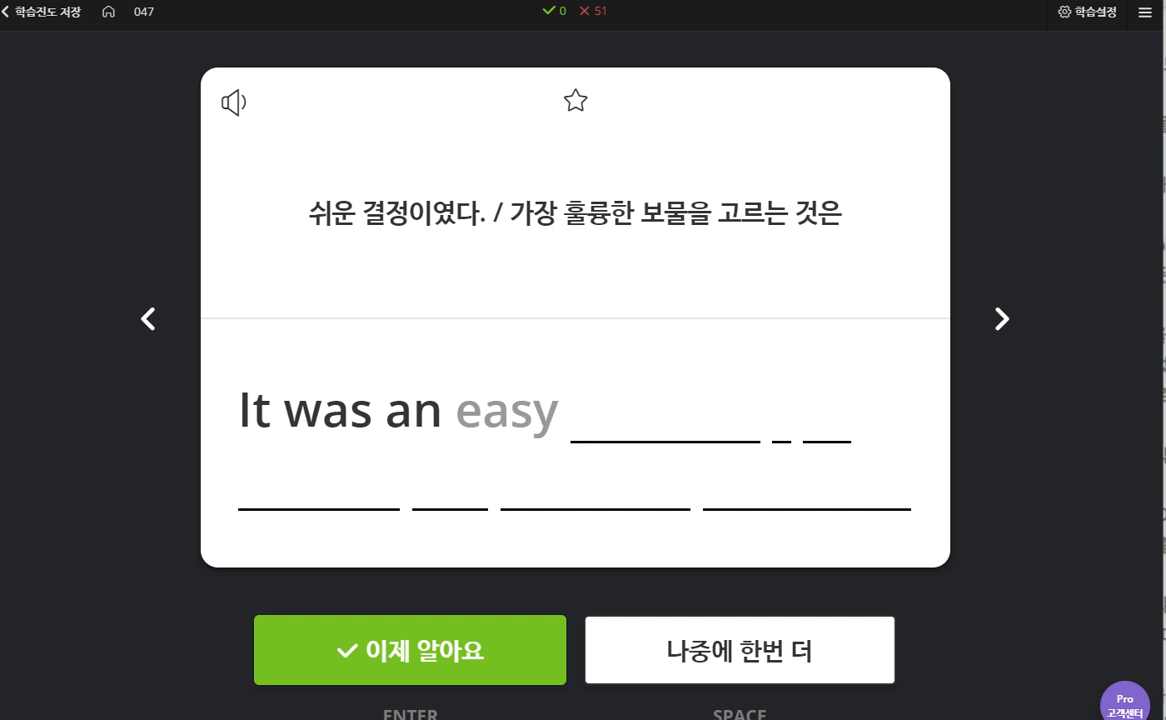 학습진도 저장 047 0 51 학습설정
쉬운 결정이였다. / 가장 훌륭한 보물을 고르는 것은
It was an easy
이제 알아요 나중에 한번 더
ENTER SPACE
Pro
고객센터